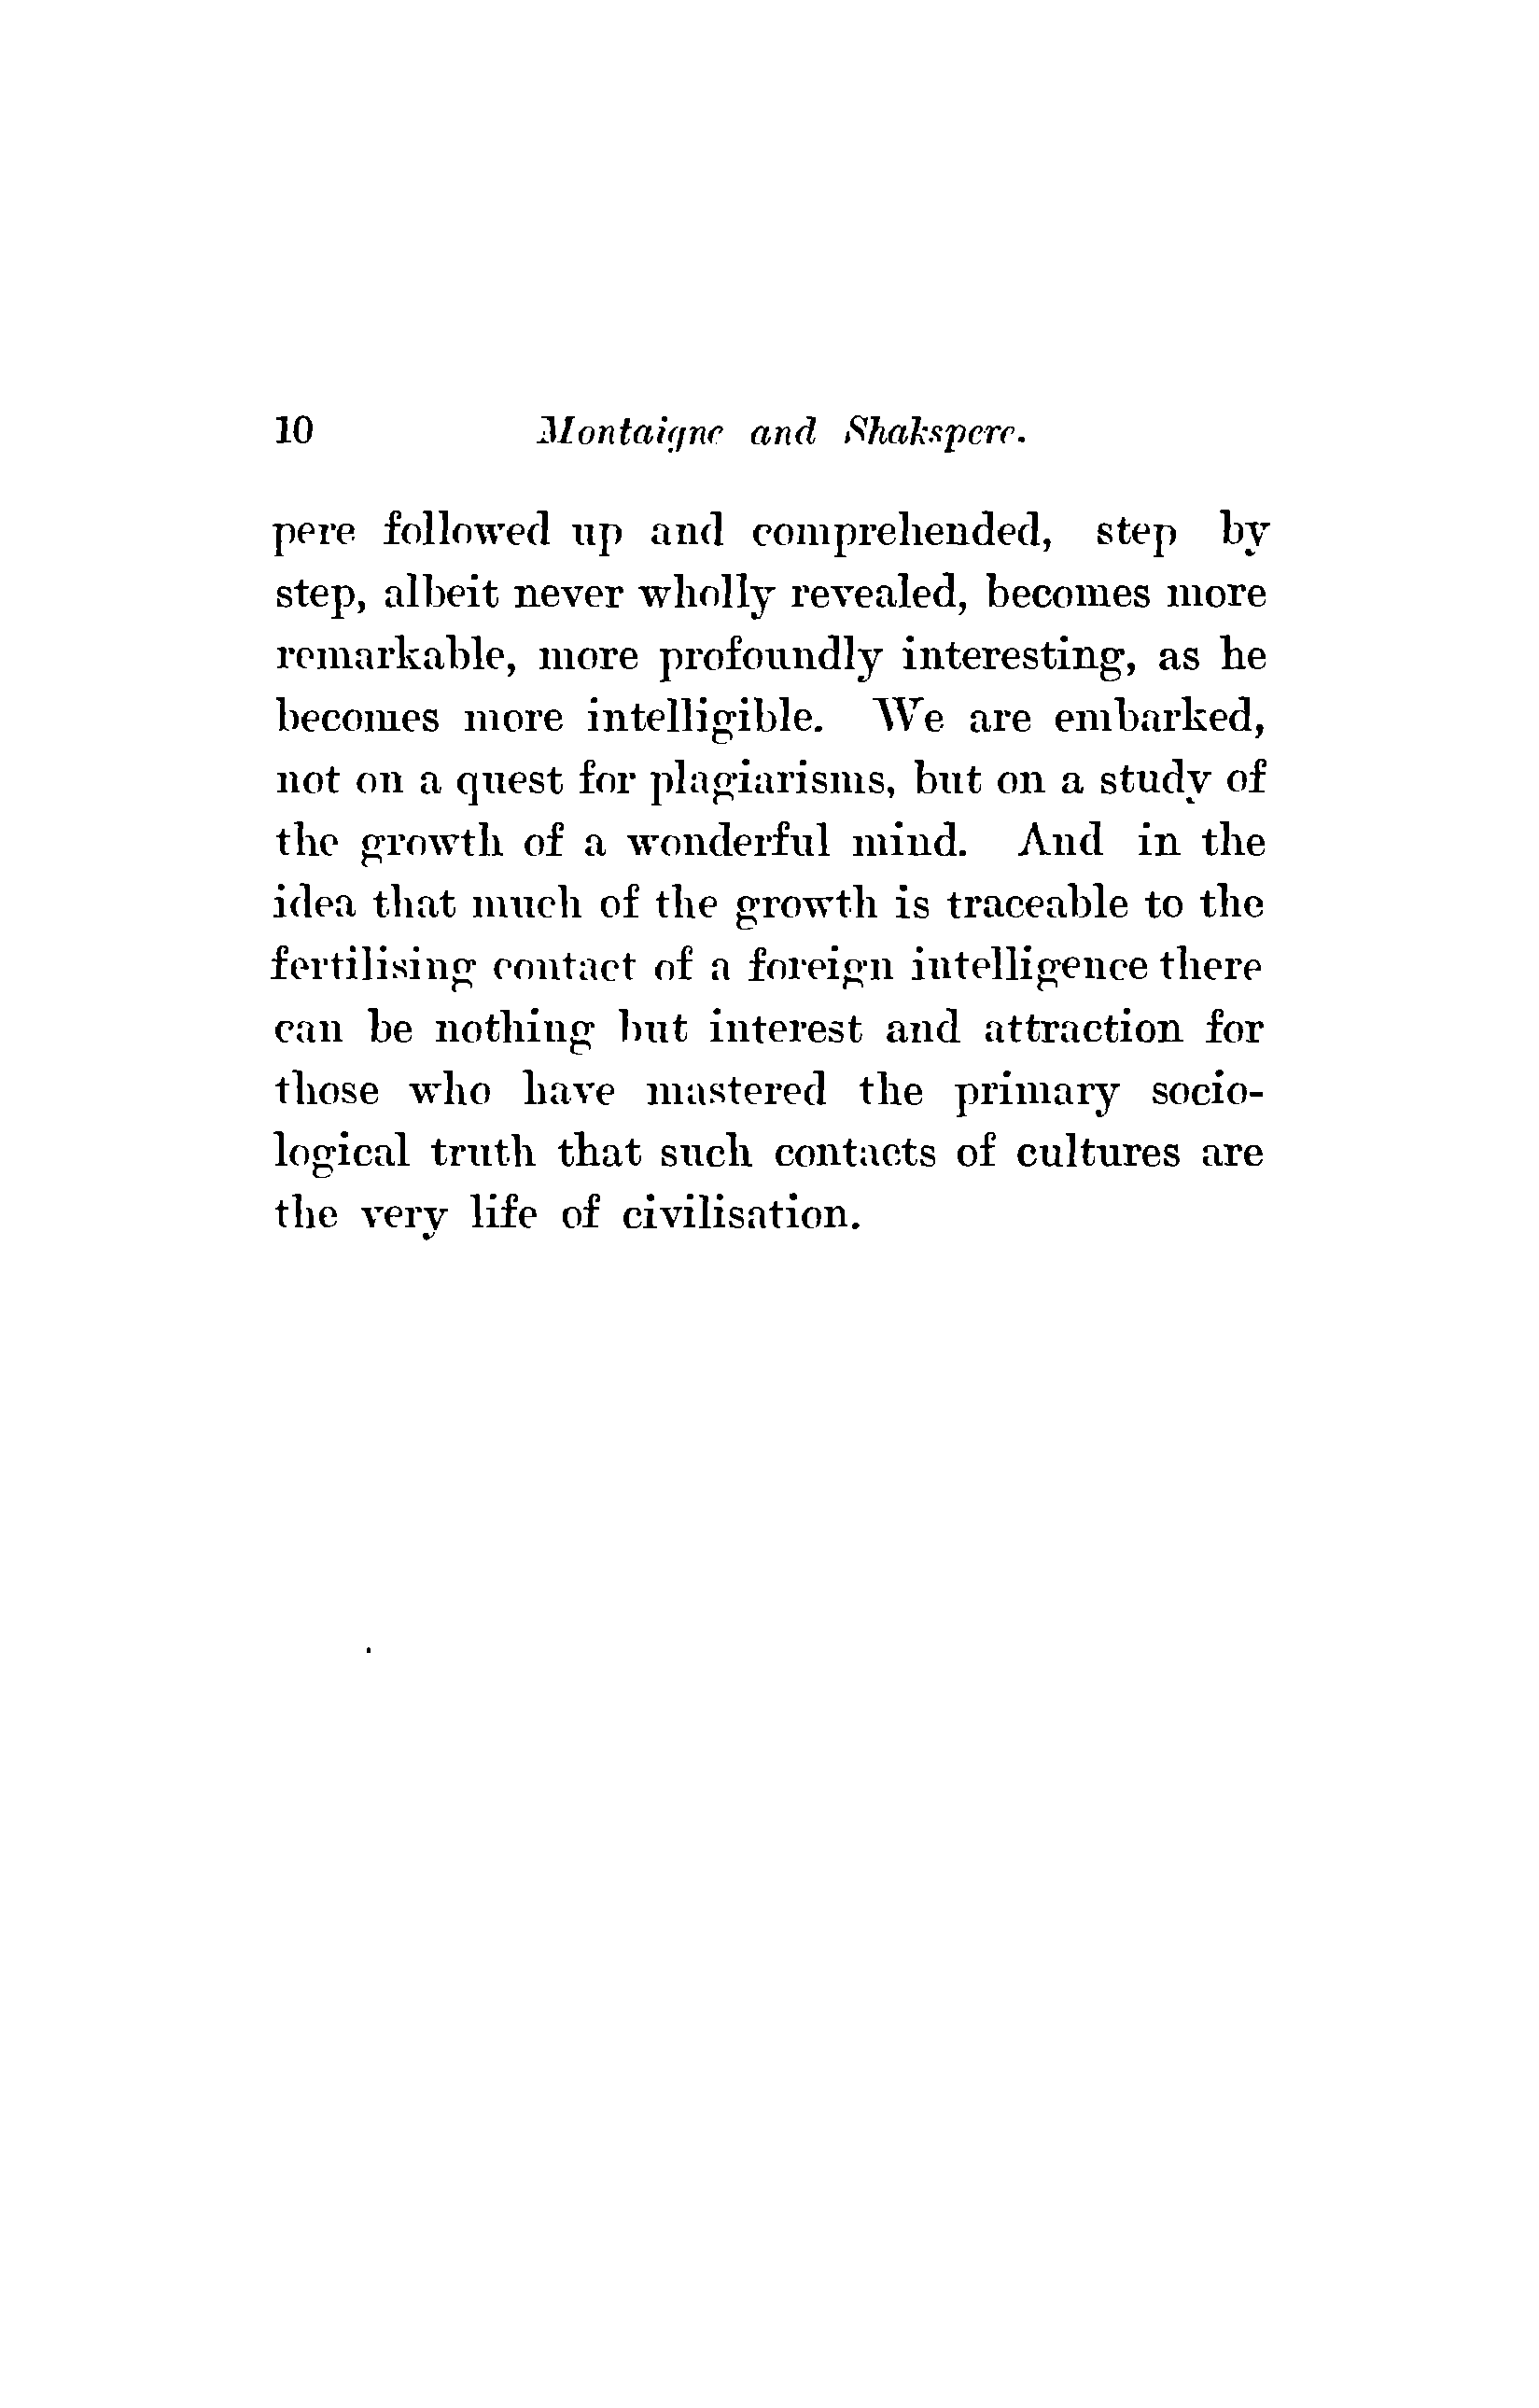 10 Montaigne and Shakspere.
pere followed up and comprehended, step by
step, albeit never wholly revealed, becomes more
remarkable, more profoundly interesting, as he
becomes more intelligible. We are embarked,
not on a quest for plagiarisms, but on a study of
the growth of a wonderful mind. And in the
idea that much of the growth is traceable to the
fertilising contact of a foreign intelligence there
can be nothing but interest and attraction for
those who have mastered the primary socio-
logical truth that such contacts of cultures are
the very life of civilisation.